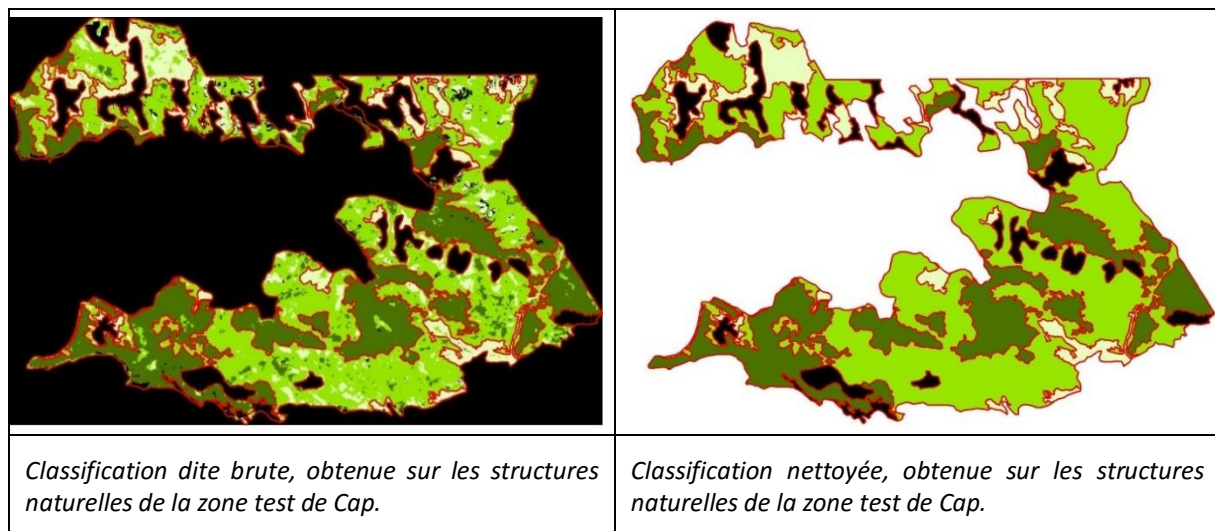 Classification dite brute, obtenue sur les structures
naturelles de la zone test de Cap.
Classification nettoyée, obtenue sur les structures
naturelles de la zone test de Cap.